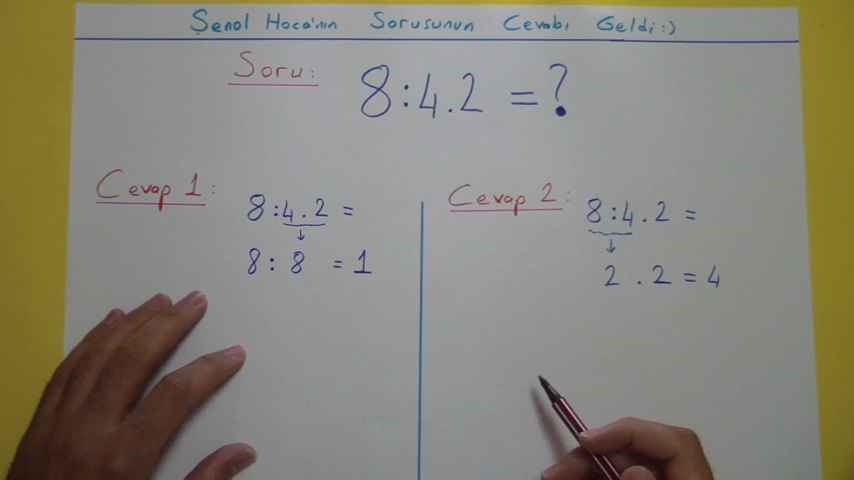 Şenol Hoca'nın Sorusunun Cevabı Geldi:)
Soru: 8:4.2 =?
Cevap 1:
8:4.2 =
8: 8 = 1
Cevap 2:
8:4.2 =
2 .2 = 4